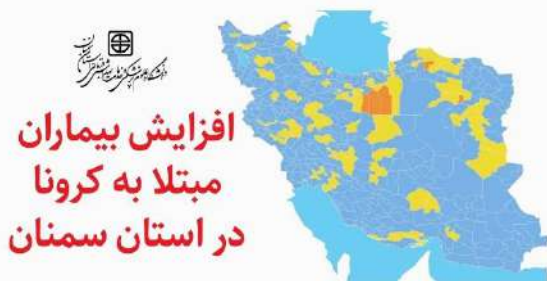 افزایش بیماران
مبتلا به کرونا
در استان سمنان